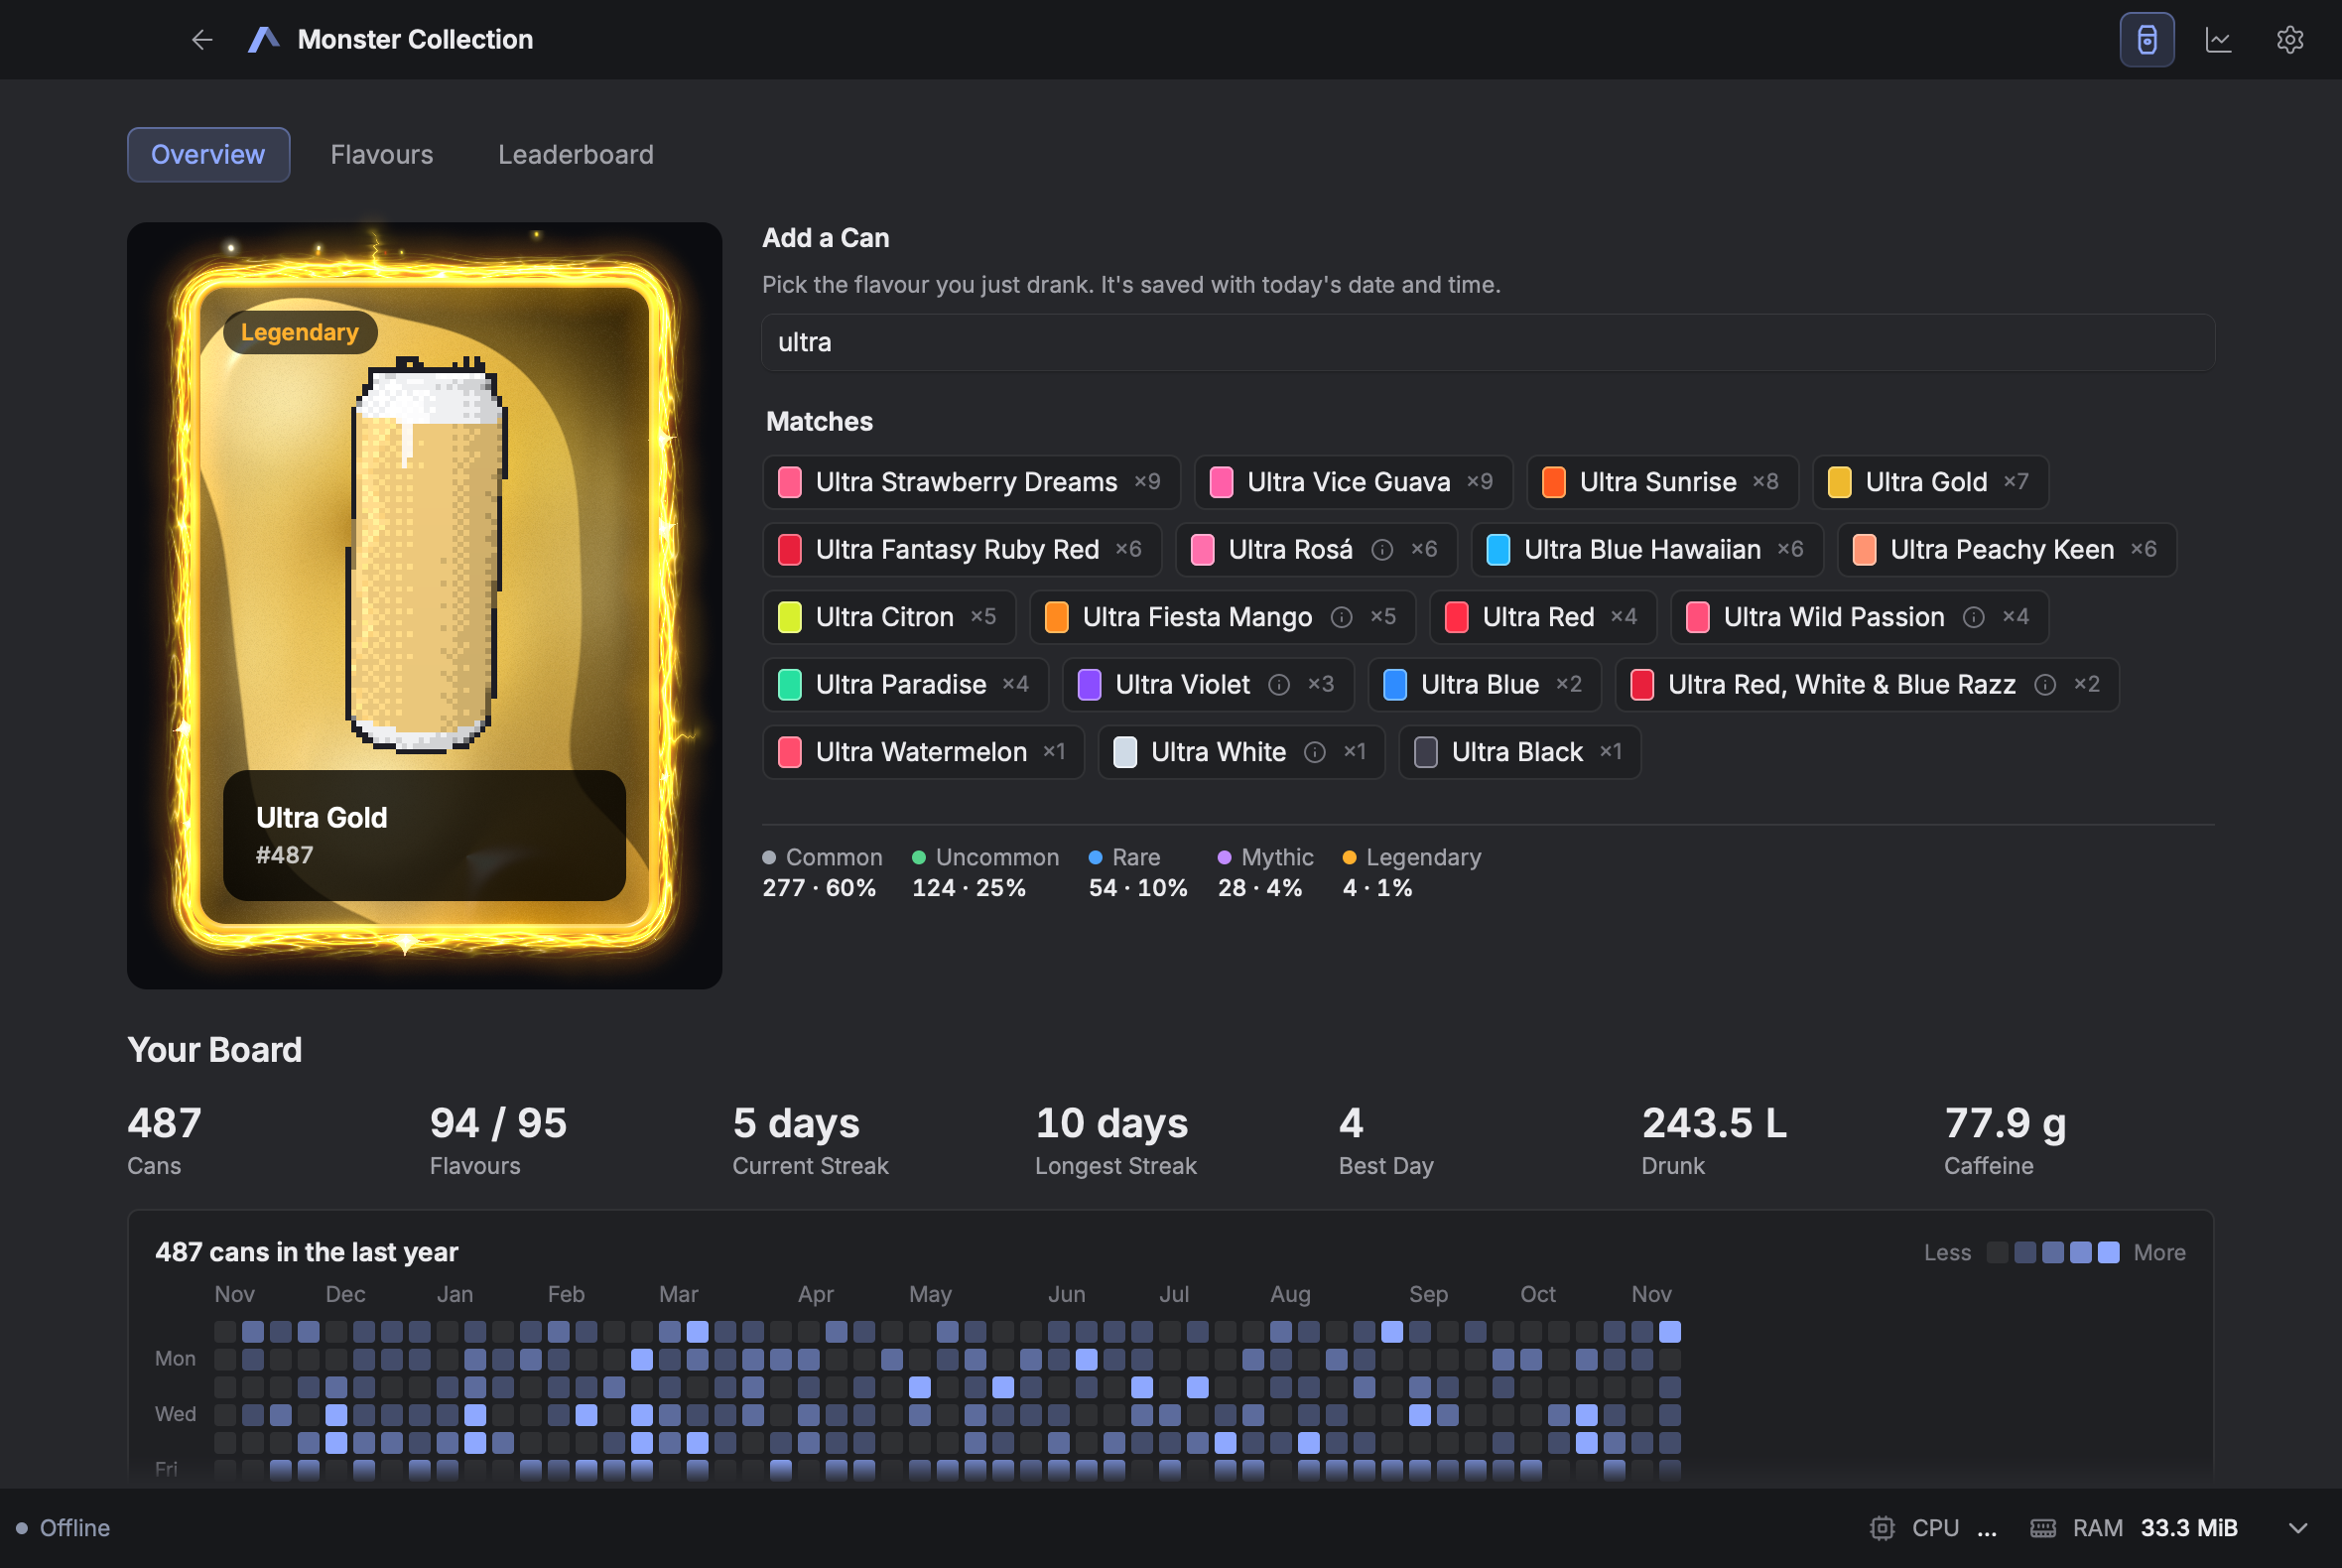 Monster Collection
Overview Flavours Leaderboard
Legendary
Ultra Gold
#487
Add a Can
Pick the flavour you just drank. It's saved with today's date and time.
ultra
Matches
Ultra Strawberry Dreams ×9 Ultra Vice Guava ×9 Ultra Sunrise ×8 Ultra Gold ×7
Ultra Fantasy Ruby Red ×6 Ultra Rosá ×6 Ultra Blue Hawaiian ×6 Ultra Peachy Keen ×6
Ultra Citron ×5 Ultra Fiesta Mango ×5 Ultra Red ×4 Ultra Wild Passion ×4
Ultra Paradise ×4 Ultra Violet ×3 Ultra Blue ×2 Ultra Red, White & Blue Razz ×2
Ultra Watermelon ×1 Ultra White ×1 Ultra Black ×1
Common Uncommon Rare Mythic Legendary
277 · 60% 124 · 25% 54 · 10% 28 · 4% 4 · 1%
Your Board
487 94 / 95 5 days 10 days 4 243.5 L 77.9 g
Cans Flavours Current Streak Longest Streak Best Day Drunk Caffeine
487 cans in the last year Less More
Nov Dec Jan Feb Mar Apr May Jun Jul Aug Sep Oct Nov
Mon
Wed
Fri
Offline CPU ... RAM 33.3 MiB